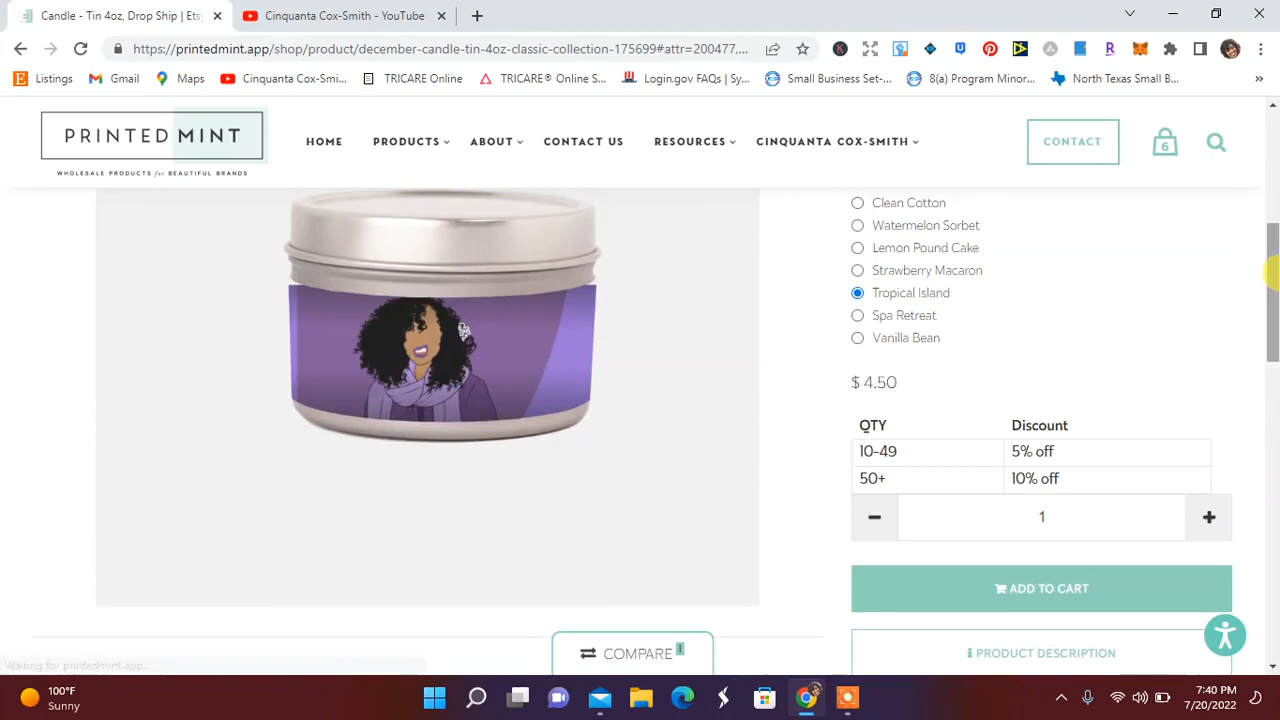 Candle - Tin 4oz, Drop Ship | Ets
Cinquanta Cox-Smith - YouTube
https://printedmint.app/shop/product/december-candle-tin-4oz-classic-collection-175699#attr=200477,...
Listings
Gmail
Maps
Cinquanta Cox-Smi...
TRICARE Online
TRICARE® Online S...
Login.gov FAQs | Sy...
Small Business Set-...
8(a) Program Minor...
North Texas Small B...
PRINTED MINT
WHOLESALE PRODUCTS for BEAUTIFUL BRANDS
HOME
PRODUCTS
ABOUT
CONTACT US
RESOURCES
CINQUANTA COX-SMITH
CONTACT
6
Clean Cotton
Watermelon Sorbet
Lemon Pound Cake
Strawberry Macaron
Tropical Island
Spa Retreat
Vanilla Bean
$ 4.50
QTY Discount
10-49 5% off
50+ 10% off
1
ADD TO CART
COMPARE
PRODUCT DESCRIPTION
Waiting for printedmint.app...
100°F
Sunny
7:40 PM
7/20/2022